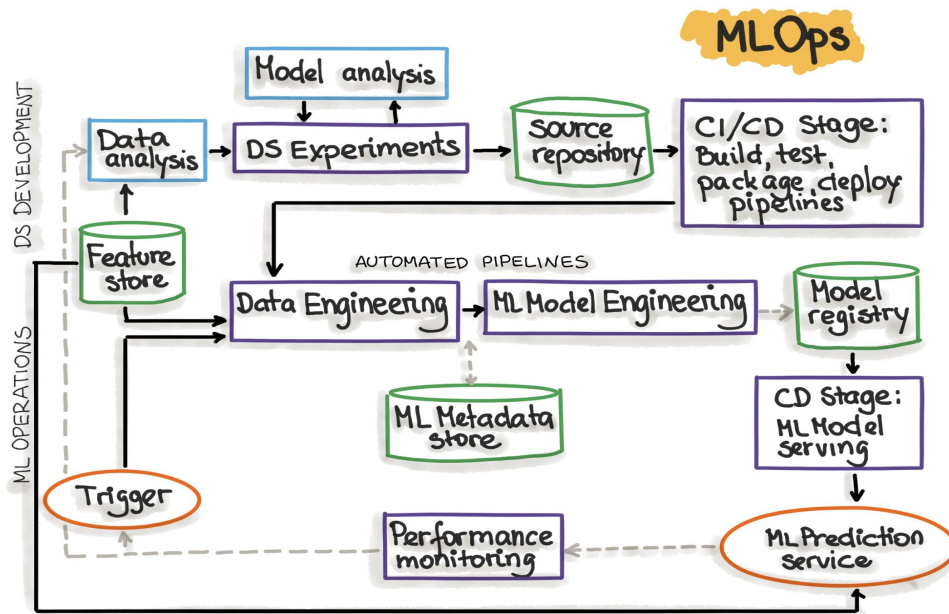 MLOps
Model analysis
Data
analysis
DS Experiments
source
repository
CI/CD Stage:
Build, test,
package, deploy
pipelines
DS DEVELOPMENT
Feature
store
AUTOMATED PIPELINES
Data Engineering
ML Model Engineering
Model
registry
ML OPERATIONS
ML Metadata
store
CD Stage:
ML Model
serving
Trigger
Performance
monitoring
ML Prediction
service